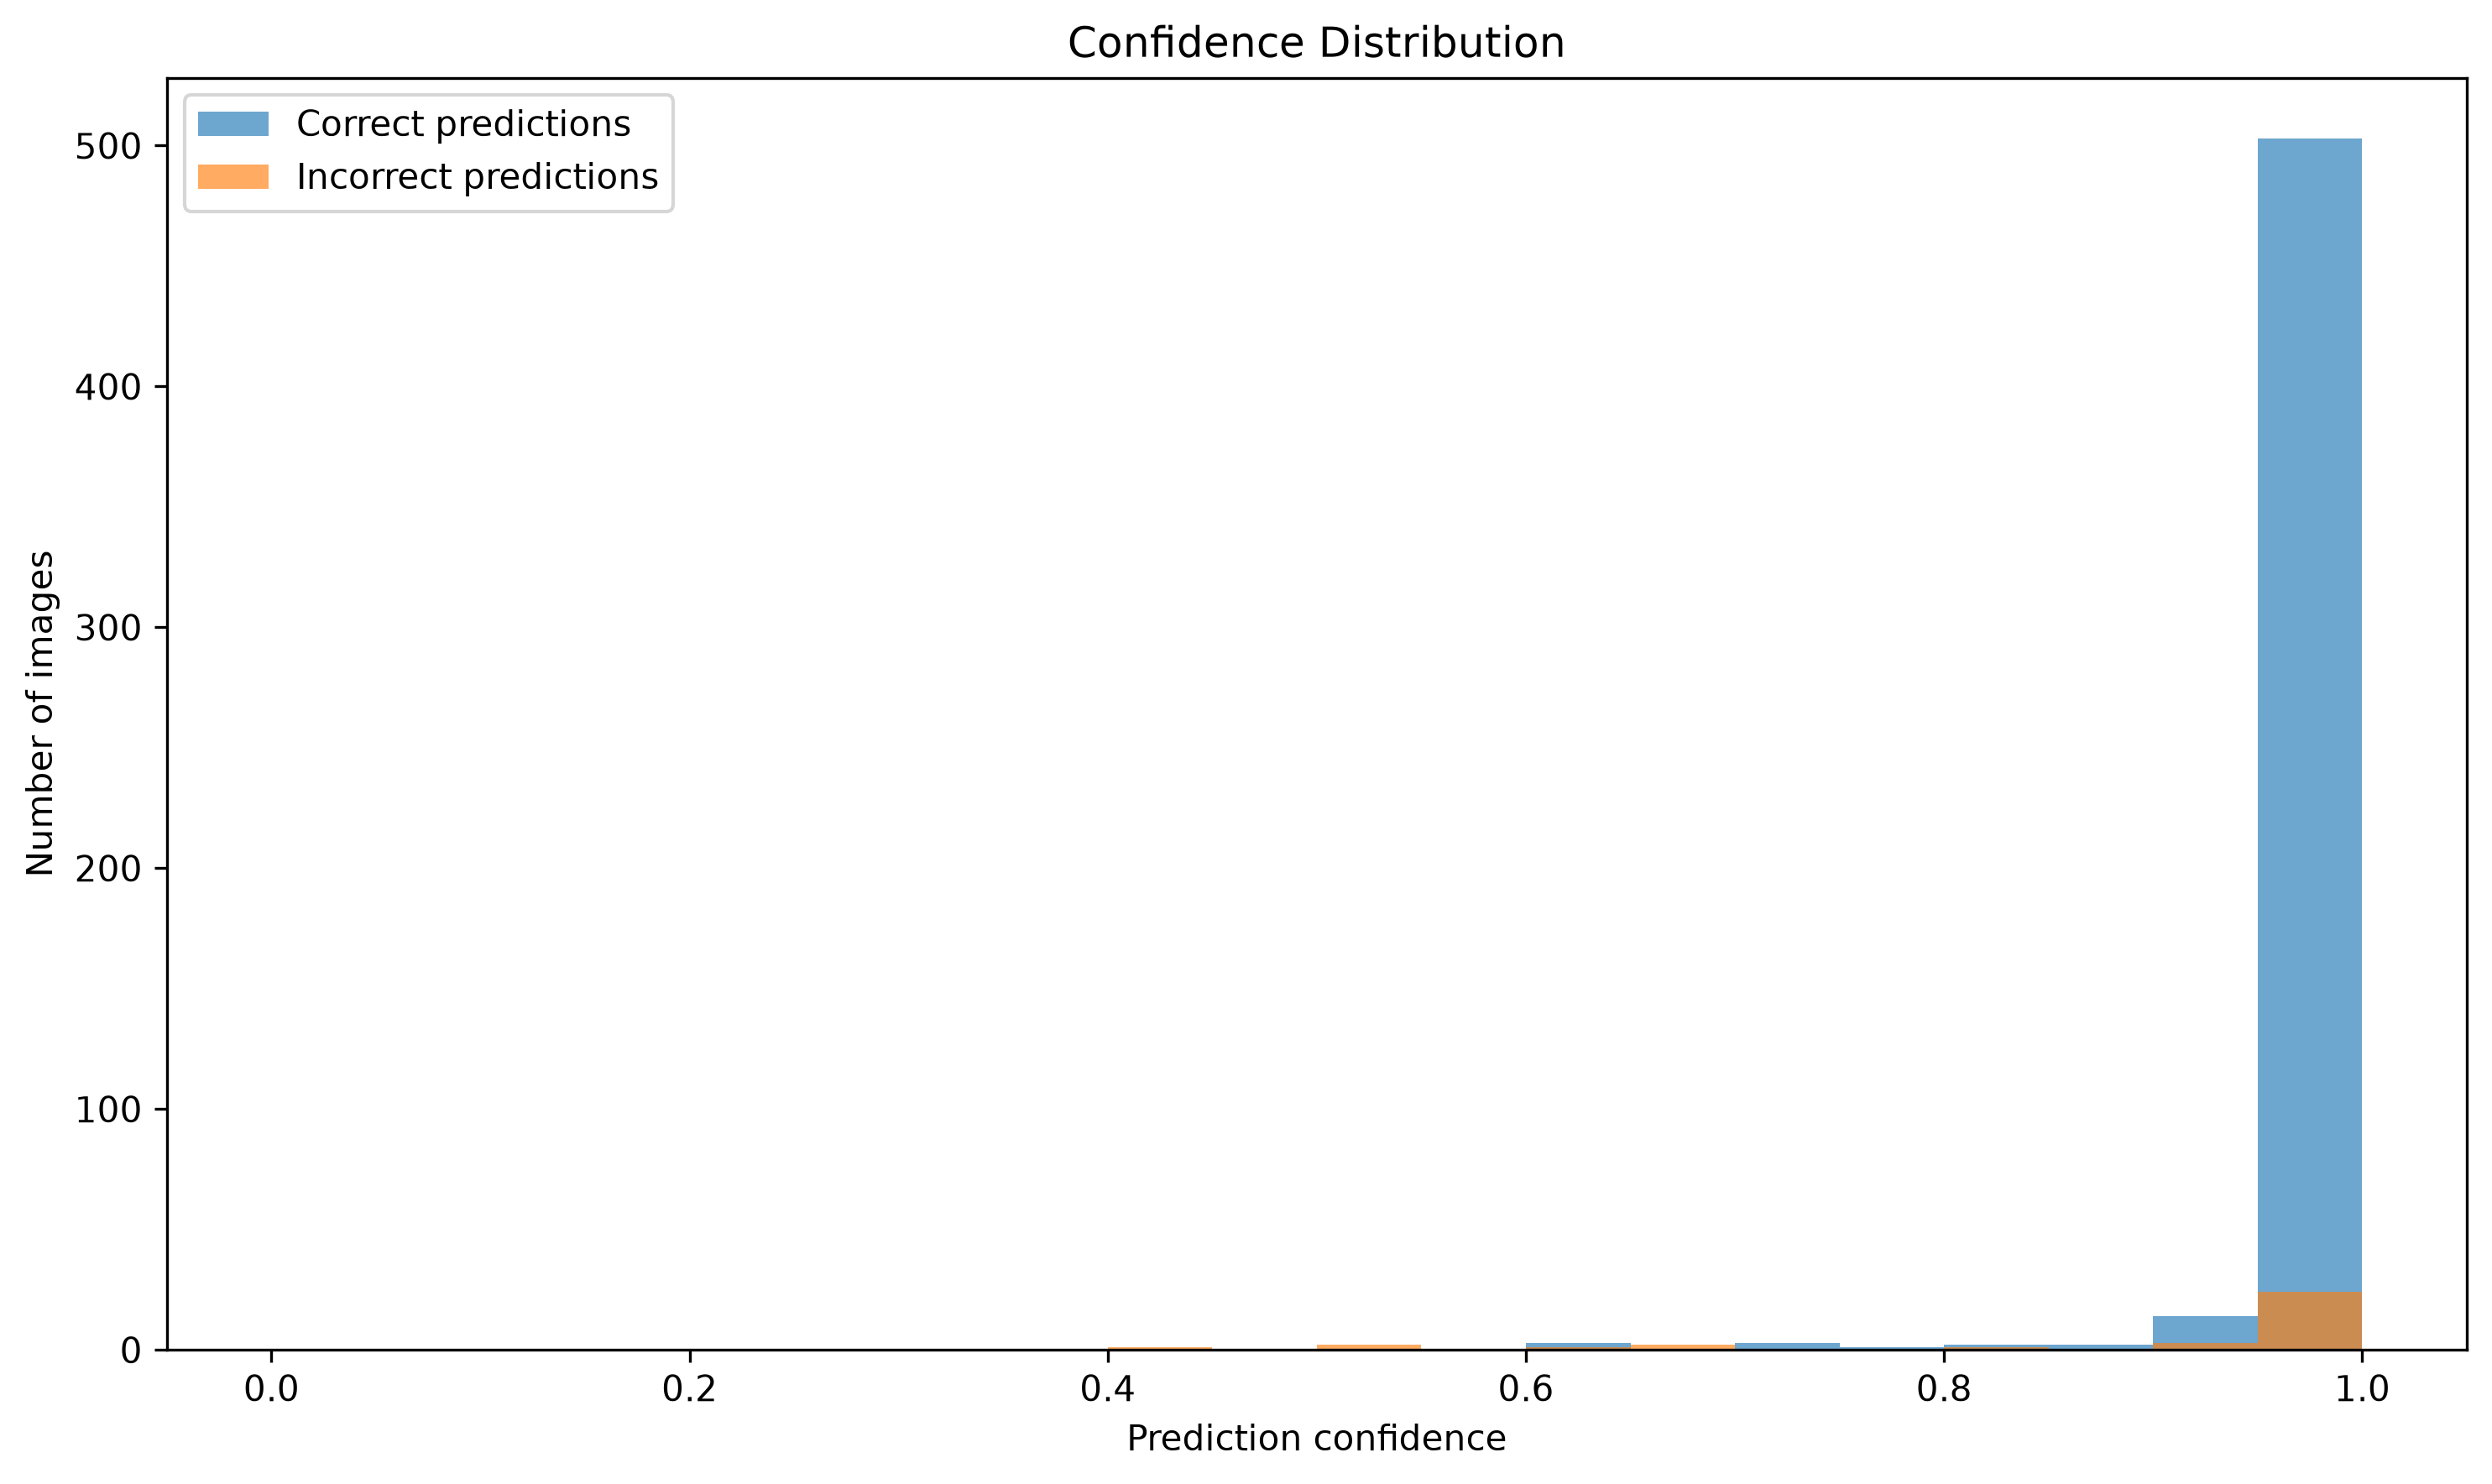 Confidence Distribution
Correct predictions
Incorrect predictions
500
400
300
200
100
0
Number of images
0.0 0.2 0.4 0.6 0.8 1.0
Prediction confidence